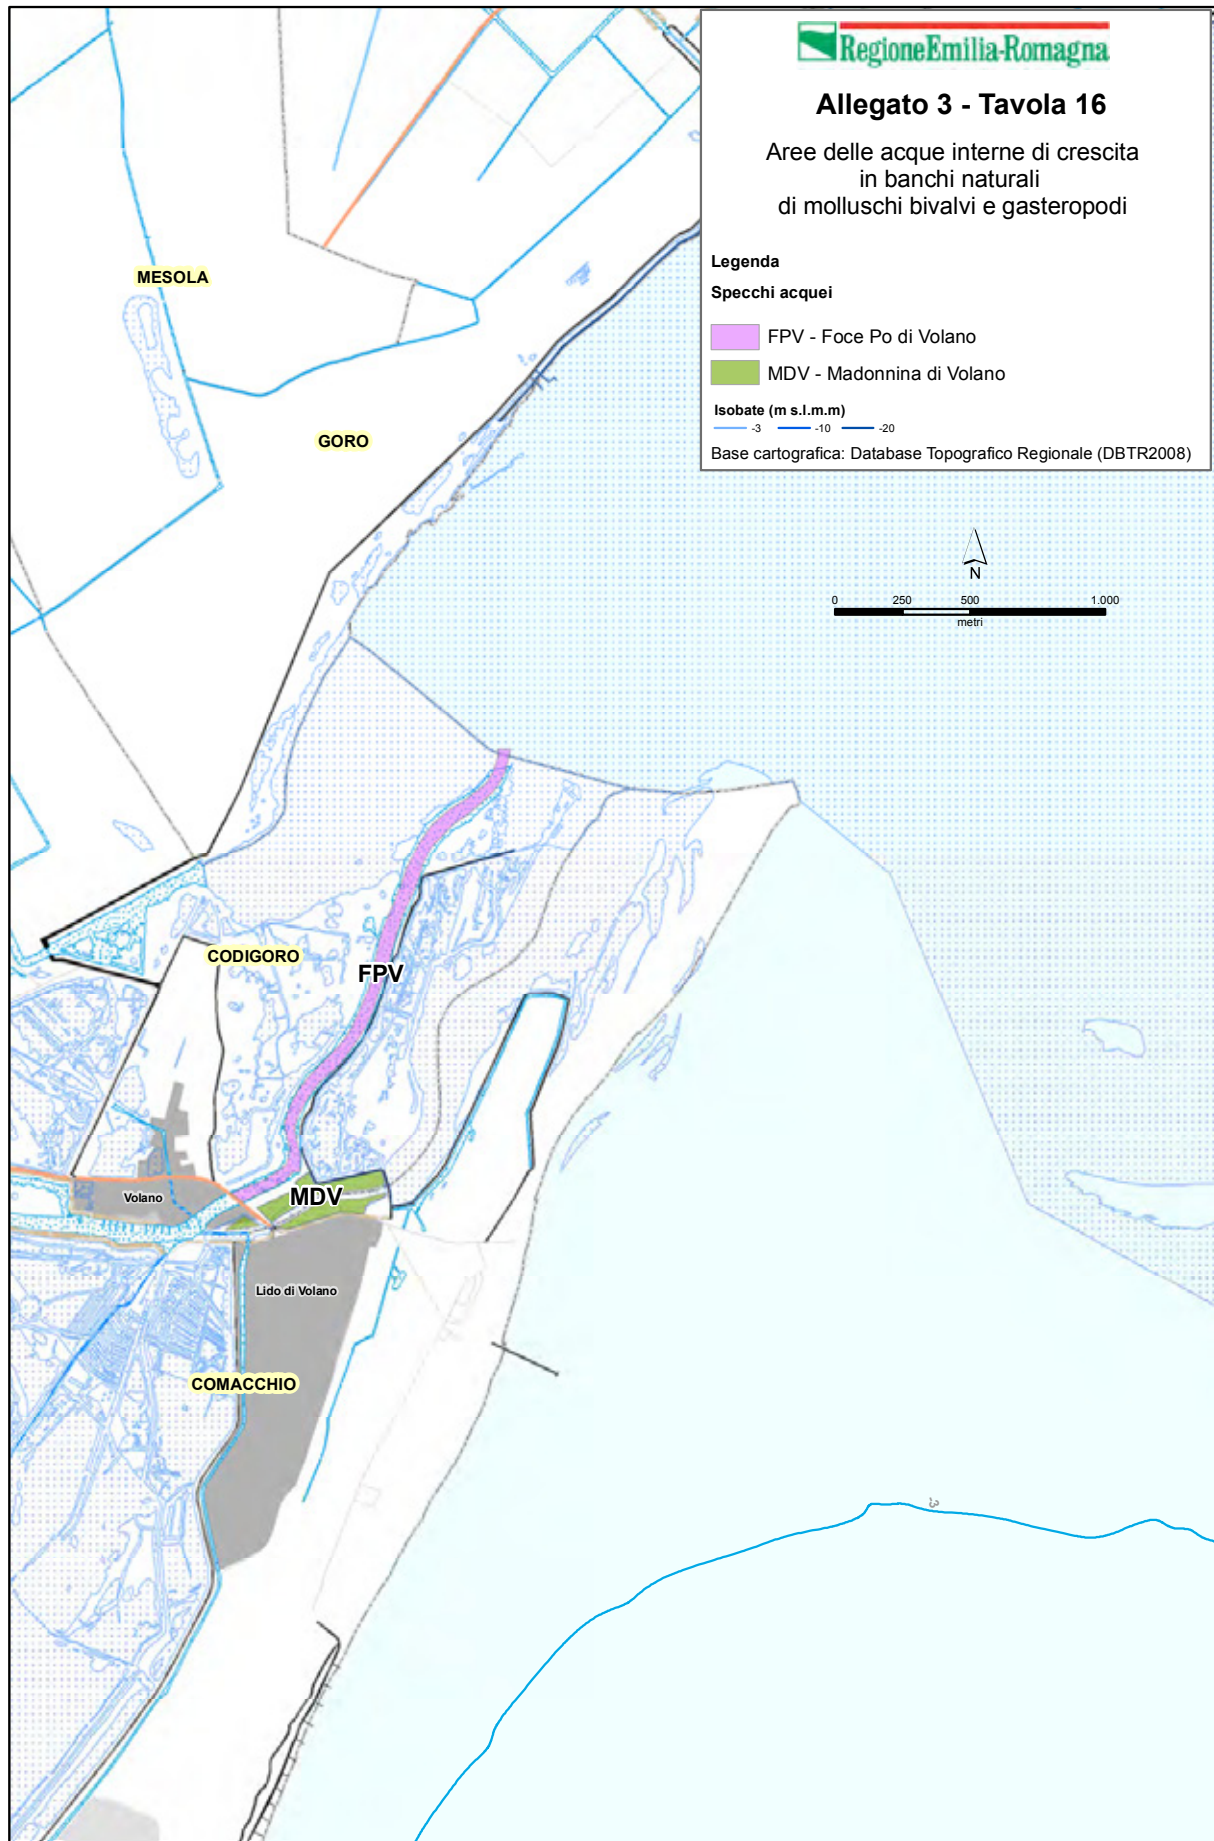 RegioneEmilia-Romagna
Allegato 3 - Tavola 16
Aree delle acque interne di crescita
in banchi naturali
di molluschi bivalvi e gasteropodi
Legenda
Specchi acquei
FPV - Foce Po di Volano
MDV - Madonnina di Volano
Isobate (m s.l.m.m)
-3 -10 -20
Base cartografica: Database Topografico Regionale (DBTR2008)
MESOLA
GORO
N
0 250 500 1.000
metri
CODIGORO
FPV
MDV
Volano
Lido di Volano
COMACCHIO
-3